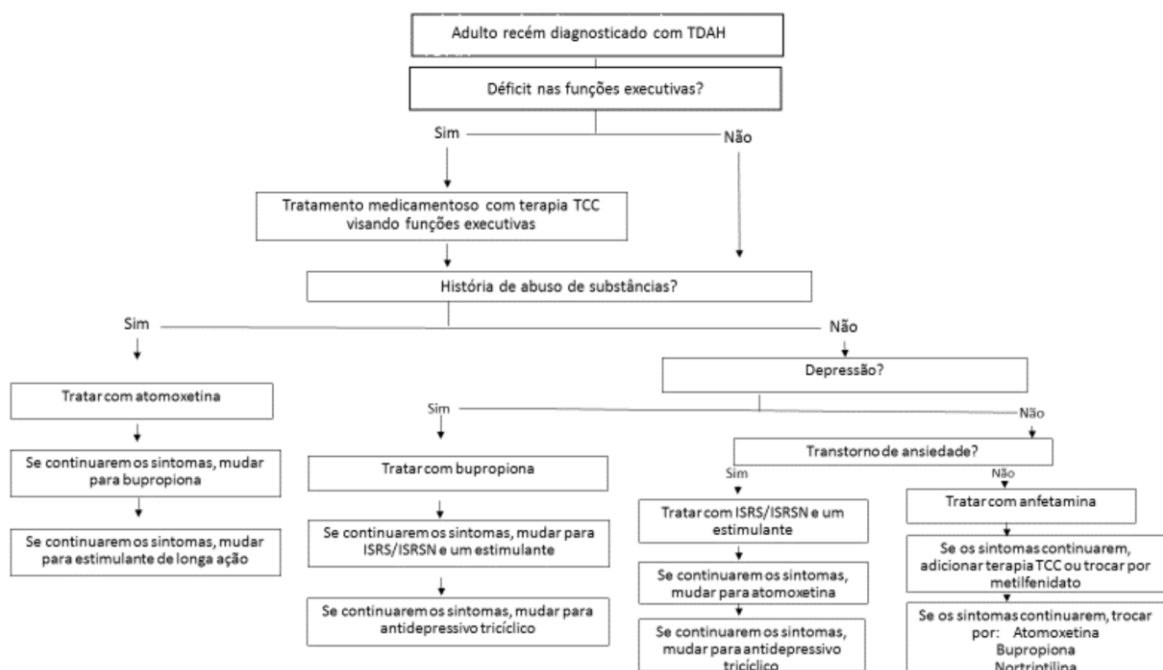 Adulto recém diagnosticado com TDAH
Déficit nas funções executivas?
Sim
Não
Tratamento medicamentoso com terapia TCC
visando funções executivas
História de abuso de substâncias?
Sim
Não
Depressão?
Tratar com atomoxetina
Sim
Não
Transtorno de ansiedade?
Se continuarem os sintomas, mudar
para bupropiona
Tratar com bupropiona
Sim
Não
Tratar com ISRS/ISRSN e um
estimulante
Tratar com anfetamina
Se continuarem os sintomas, mudar
para estimulante de longa ação
Se continuarem os sintomas, mudar para
ISRS/ISRSN e um estimulante
Se os sintomas continuarem,
adicionar terapia TCC ou trocar por
metilfenidato
Se continuarem os sintomas,
mudar para atomoxetina
Se continuarem os sintomas, mudar para
antidepressivo tricíclico
Se continuarem os sintomas,
mudar para antidepressivo
tricíclico
Se os sintomas continuarem, trocar
por: Atomoxetina
Bupropiona
Nortriptilina